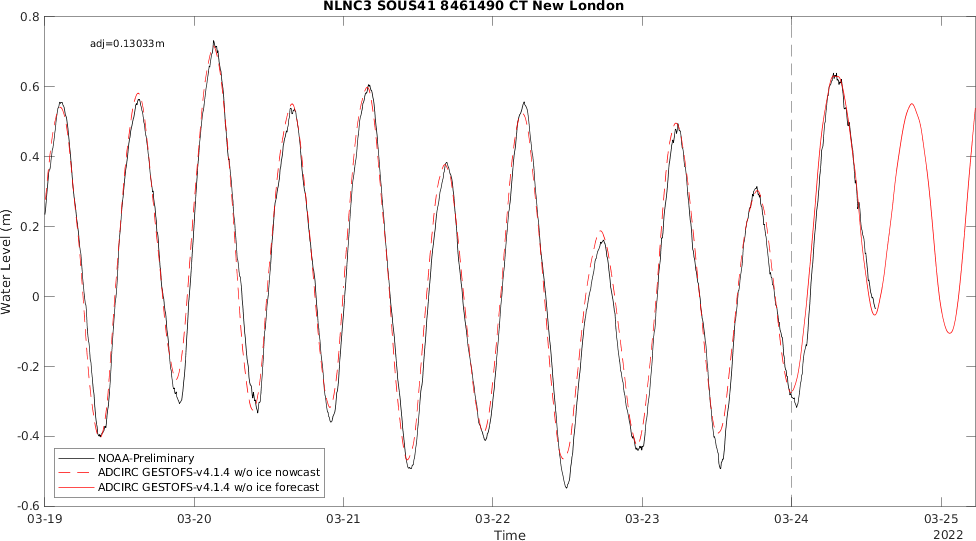 NLNC3 SOUS41 8461490 CT New London
adj=0.13033m
0.8
0.6
0.4
0.2
0
-0.2
-0.4
-0.6
Water Level (m)
NOAA-Preliminary
ADCIRC GESTOFS-v4.1.4 w/o ice nowcast
ADCIRC GESTOFS-v4.1.4 w/o ice forecast
03-19 03-20 03-21 03-22 03-23 03-24 03-25
2022
Time